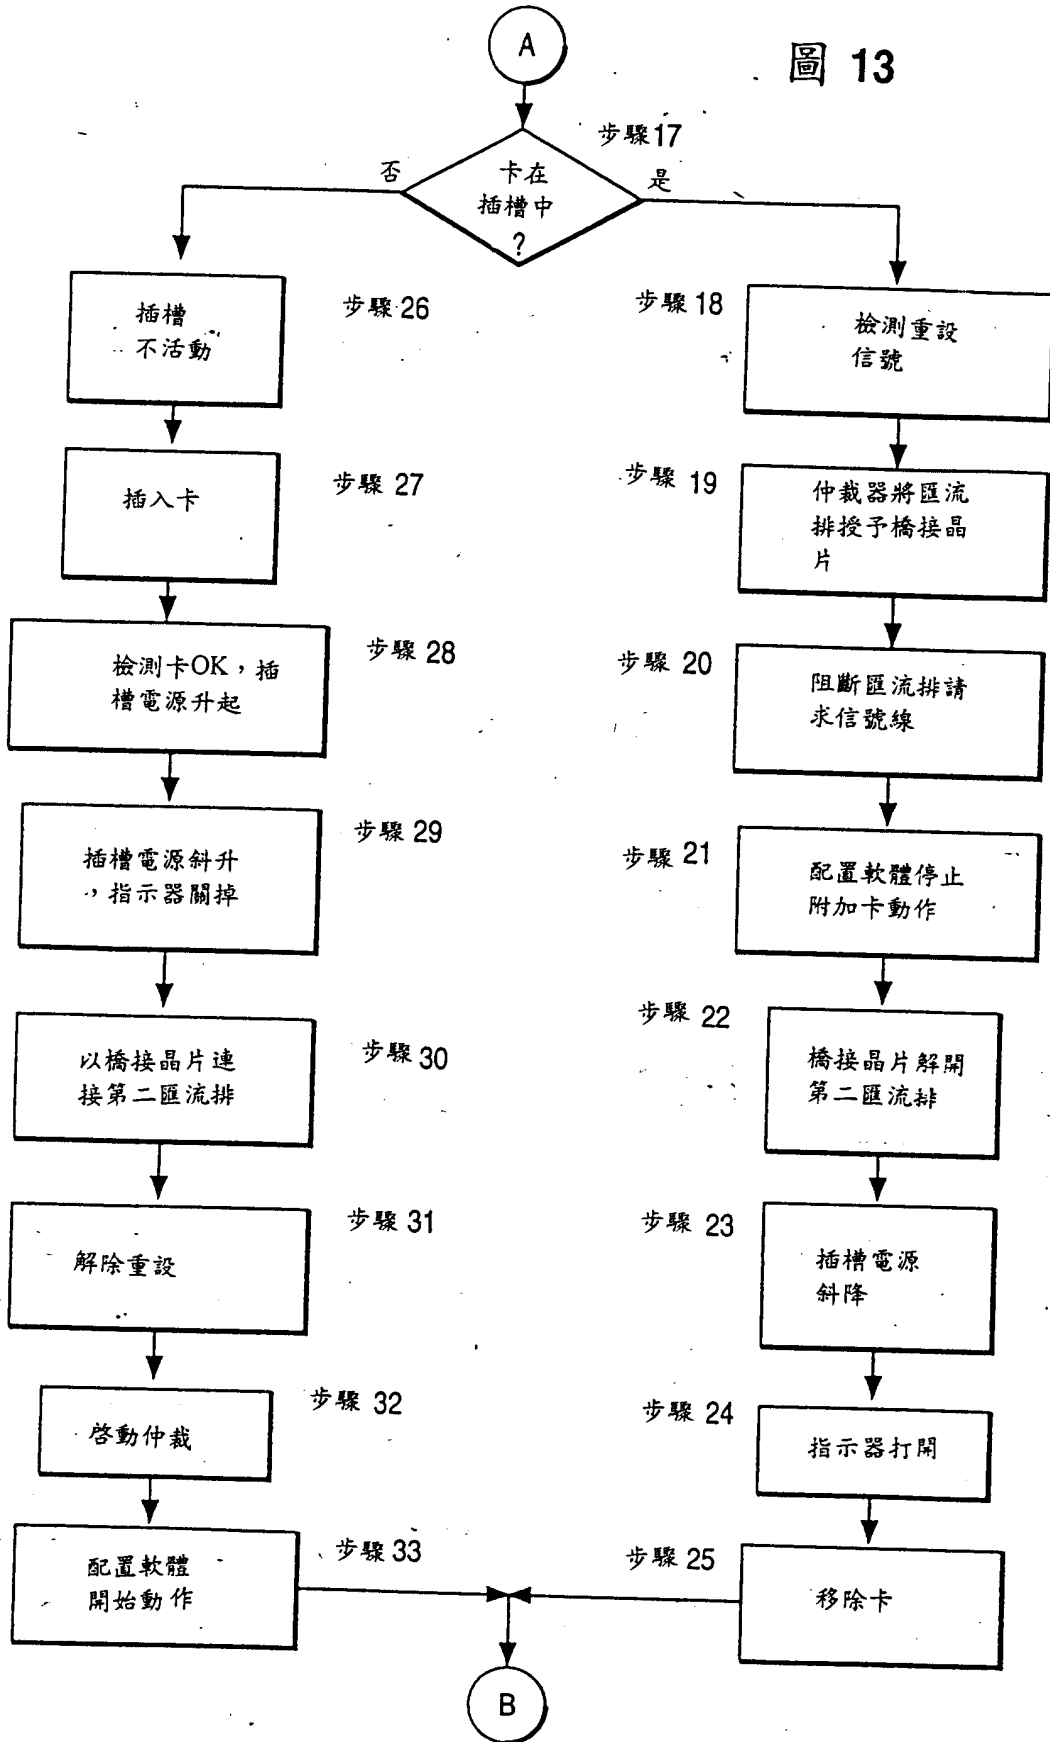 A
圖 13
步驟17
卡在
插槽中
?
否
是
插槽
不活動
步驟26
步驟 18
檢測重設
信號
插入卡
步驟 27
步驟 19
仲裁器將匯流
排授予橋接晶
片
檢測卡OK,插
槽電源升起
步驟 28
步驟 20
阻斷匯流排請
求信號線
插槽電源斜升
,指示器關掉
步驟 29
步驟 21
配置軟體停止
附加卡動作
以橋接晶片連
接第二匯流排
步驟 30
步驟 22
橋接晶片解開
第二匯流排
解除重設
步驟 31
步驟 23
插槽電源
斜降
啓動仲裁
步驟 32
步驟 24
指示器打開
配置軟體
開始動作
步驟 33
步驟 25
移除卡
B